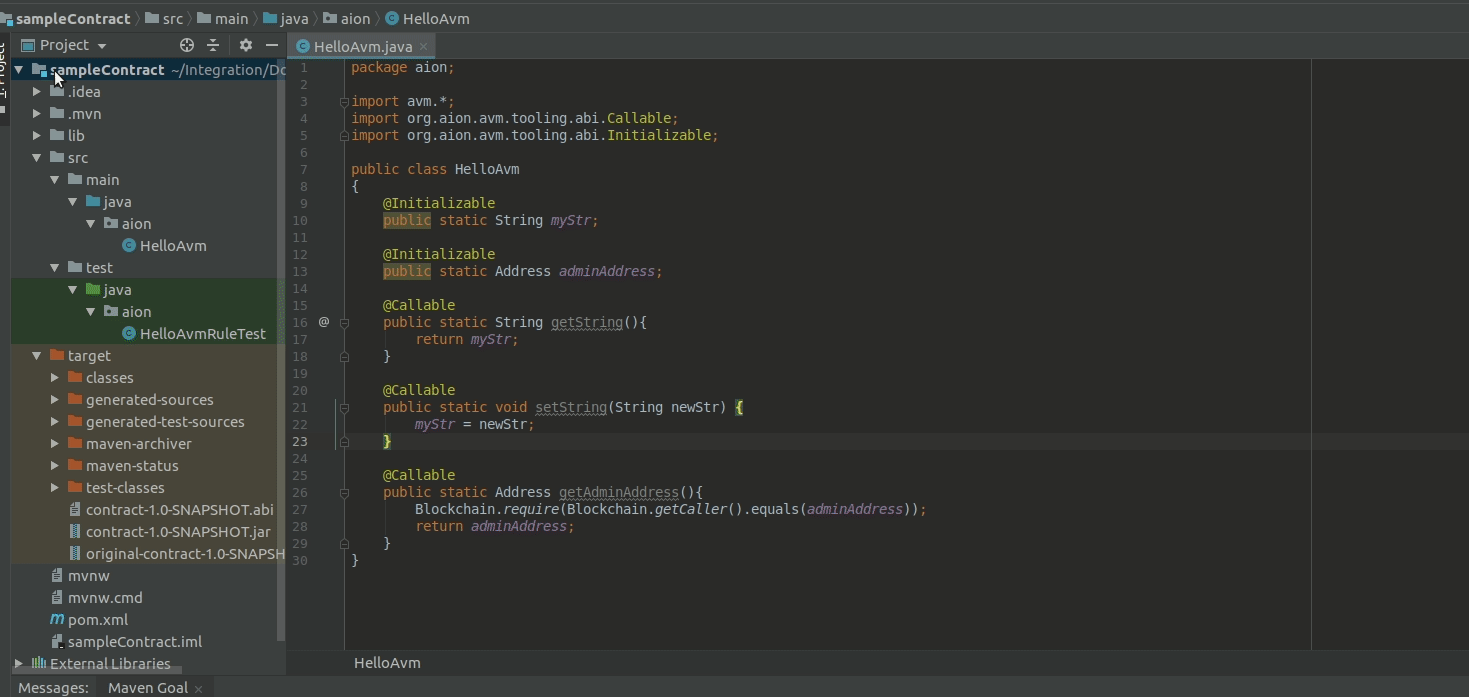 sampleContract src main java aion HelloAvm
Project
HelloAvm.java
1: Project
sampleContract ~/Integration/Do
.idea
.mvn
lib
src
main
java
aion
HelloAvm
test
java
aion
HelloAvmRuleTest
target
classes
generated-sources
generated-test-sources
maven-archiver
maven-status
test-classes
contract-1.0-SNAPSHOT.abi
contract-1.0-SNAPSHOT.jar
original-contract-1.0-SNAPSH
mvnw
mvnw.cmd
pom.xml
sampleContract.iml
External Libraries
1 package aion;
2
3 import avm.*;
4 import org.aion.avm.tooling.abi.Callable;
5 import org.aion.avm.tooling.abi.Initializable;
6
7 public class HelloAvm
8 {
9 @Initializable
10 public static String myStr;
11
12 @Initializable
13 public static Address adminAddress;
14
15 @Callable
16 @ public static String getString(){
17 return myStr;
18 }
19
20 @Callable
21 public static void setString(String newStr) {
22 myStr = newStr;
23 }
24
25 @Callable
26 public static Address getAdminAddress(){
27 Blockchain.require(Blockchain.getCaller().equals(adminAddress));
28 return adminAddress;
29 }
30 }
HelloAvm
Messages: Maven Goal